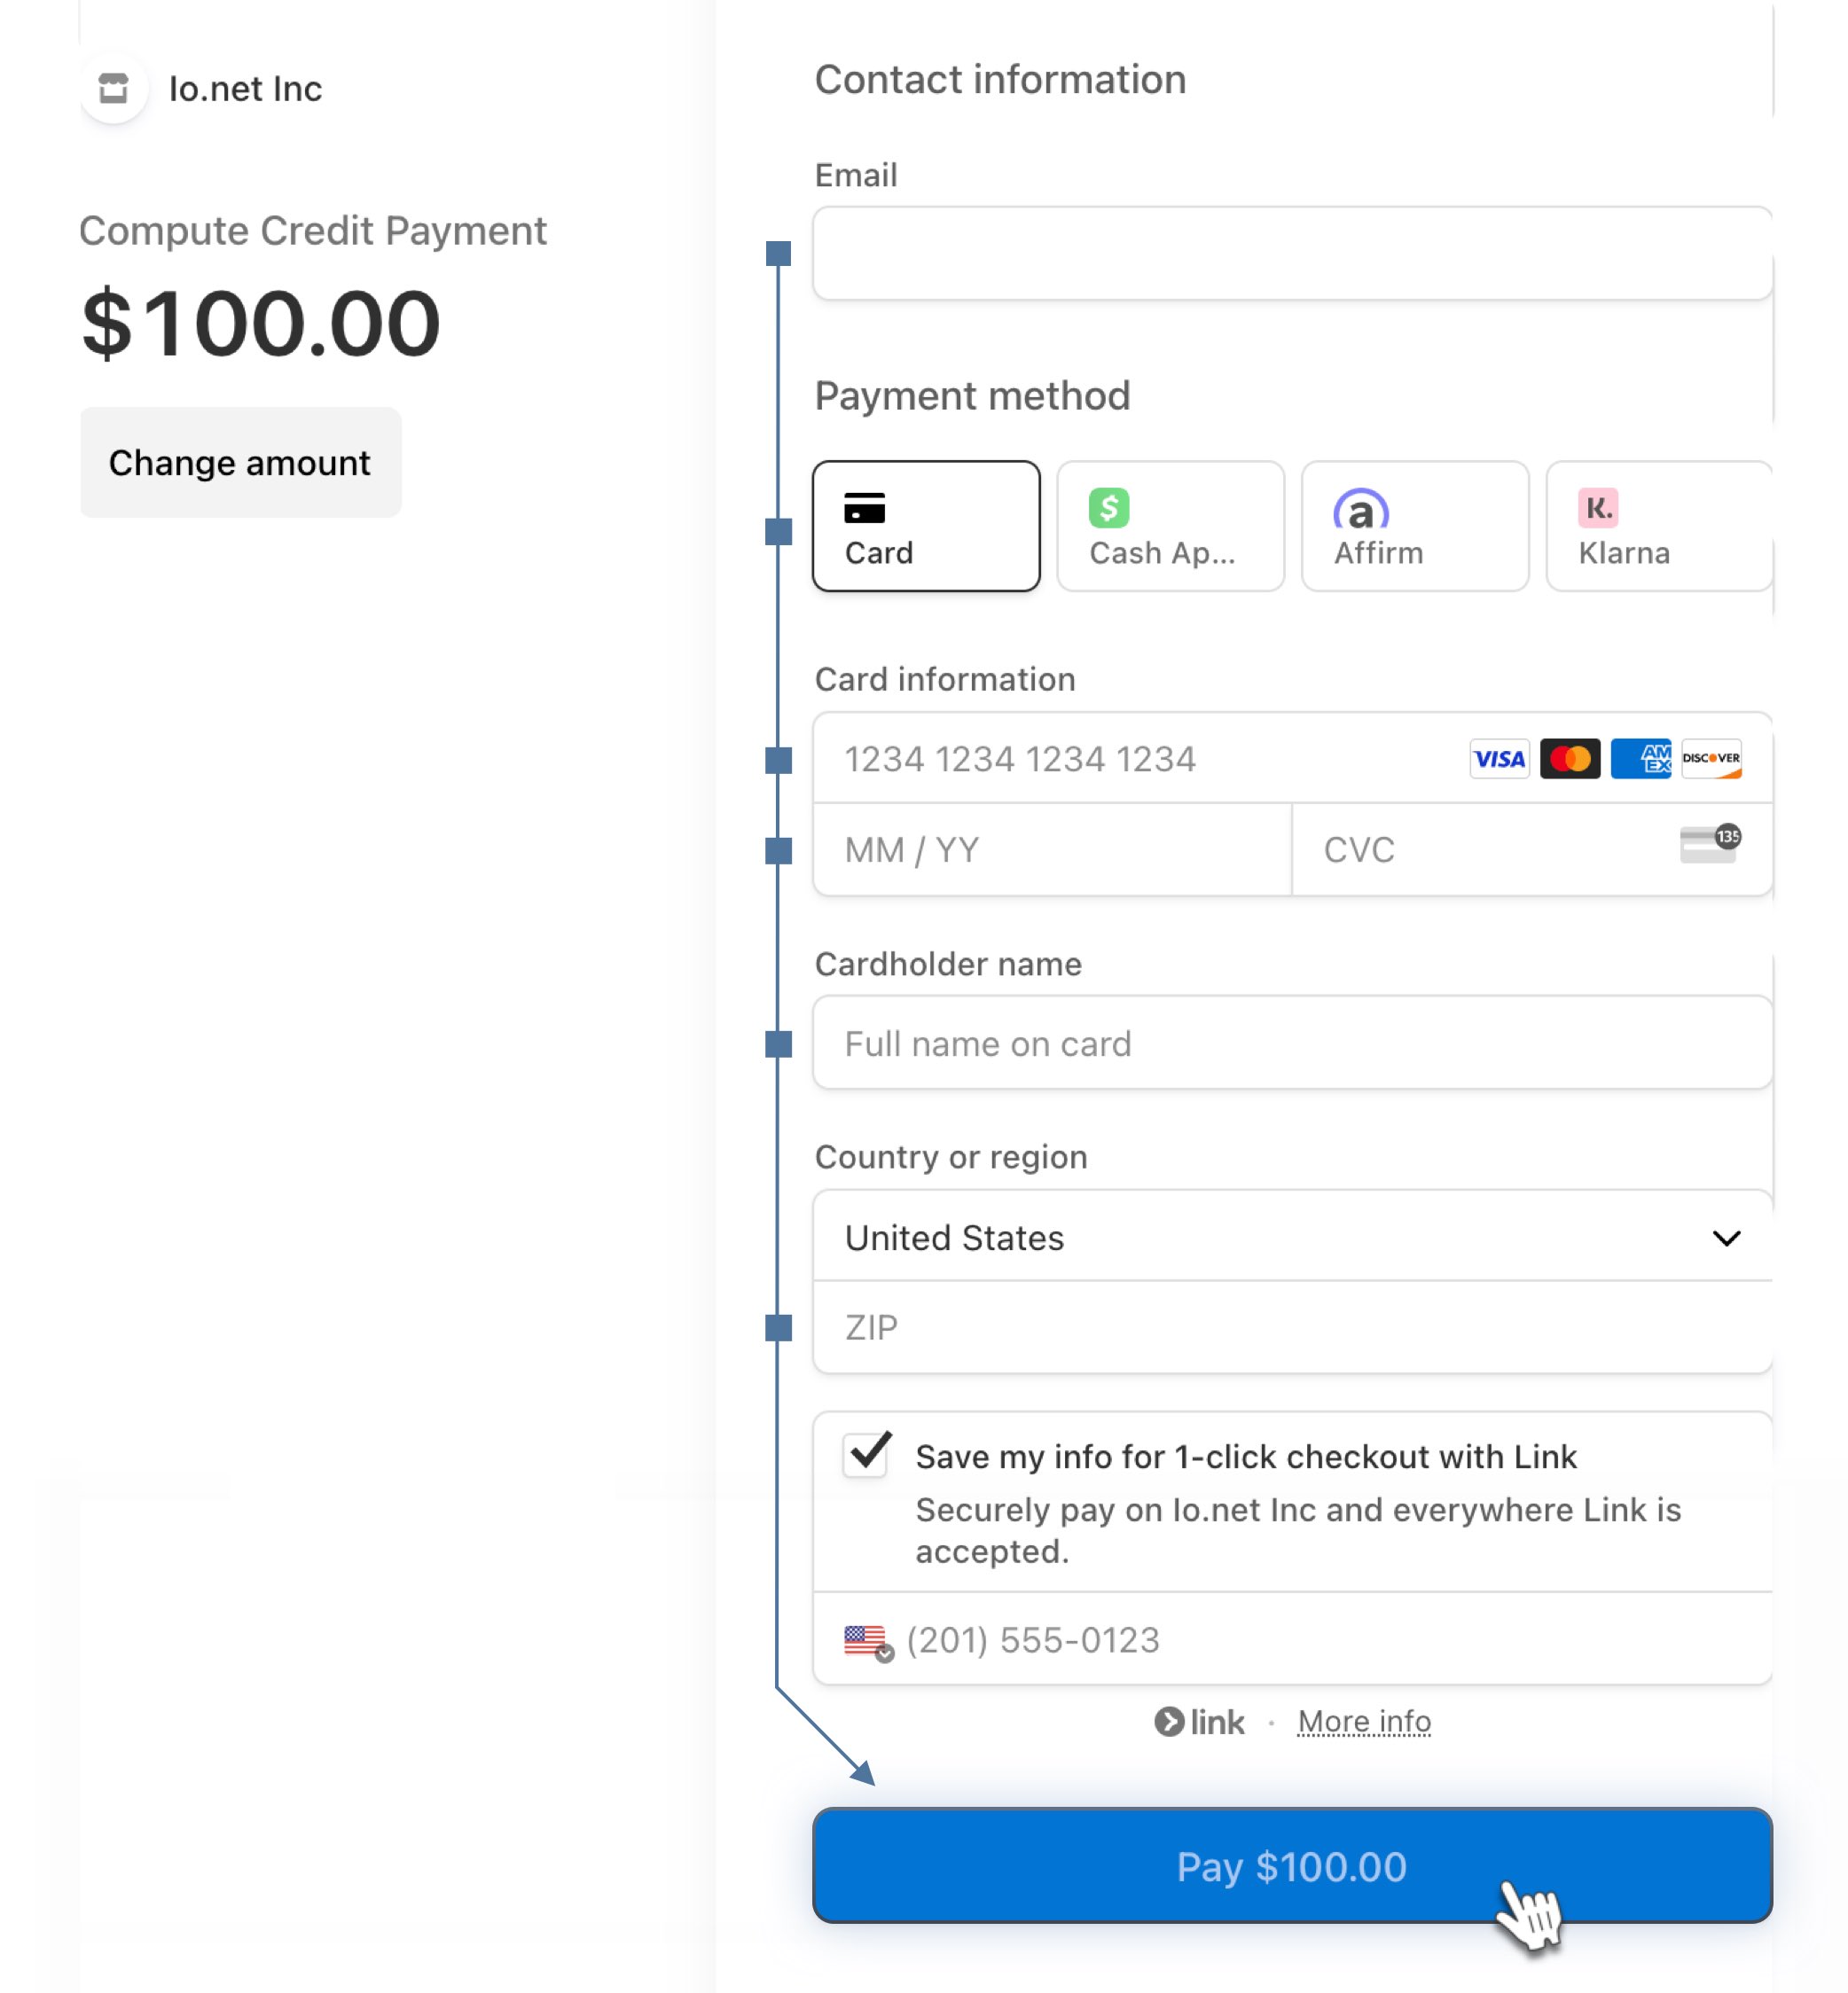 Io.net Inc
Compute Credit Payment
$100.00
Change amount
Contact information
Email
Payment method
Card
Cash Ap...
Affirm
K.
Klarna
Card information
1234 1234 1234 1234
VISA
AM
EX
DISCOVER
MM / YY
CVC
135
Cardholder name
Full name on card
Country or region
United States
ZIP
Save my info for 1-click checkout with Link
Securely pay on Io.net Inc and everywhere Link is
accepted.
(201) 555-0123
link · More info
Pay $100.00